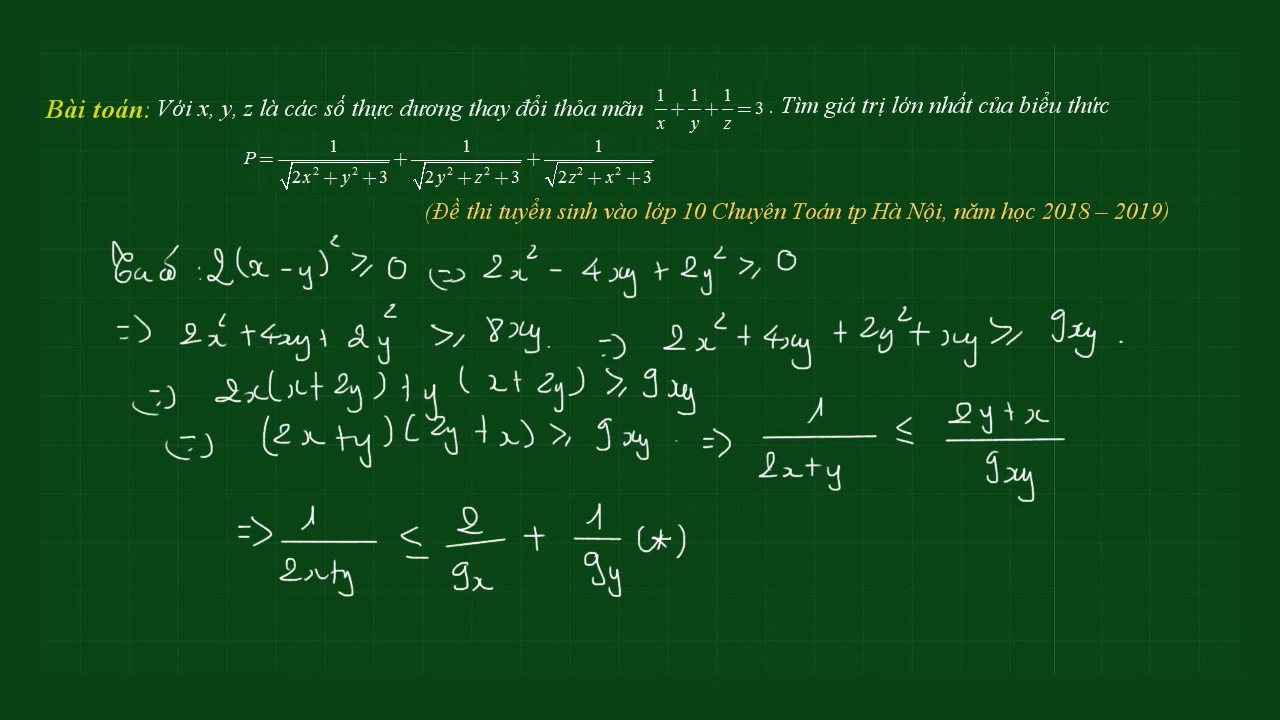 Bài toán: Với x, y, z là các số thực dương thay đổi thỏa mãn 1/x + 1/y + 1/z = 3. Tìm giá trị lớn nhất của biểu thức
P = 1/√(2x² + y² + 3) + 1/√(2y² + z² + 3) + 1/√(2z² + x² + 3)
(Đề thi tuyển sinh vào lớp 10 Chuyên Toán tp Hà Nội, năm học 2018 – 2019)
Ta có : 2(x – y)² ≥ 0 (=) 2x² – 4xy + 2y² ≥ 0
=> 2x² + 4xy + 2y² ≥ 8xy. => 2x² + 4xy + 2y² + xy ≥ 9xy.
(=) 2x(x + 2y) + y(x + 2y) ≥ 9xy
(=) (2x + y)(2y + x) ≥ 9xy. => 1/(2x + y) ≤ (2y + x)/(9xy)
=> 1/(2x + y) ≤ 2/(9x) + 1/(9y) (*)